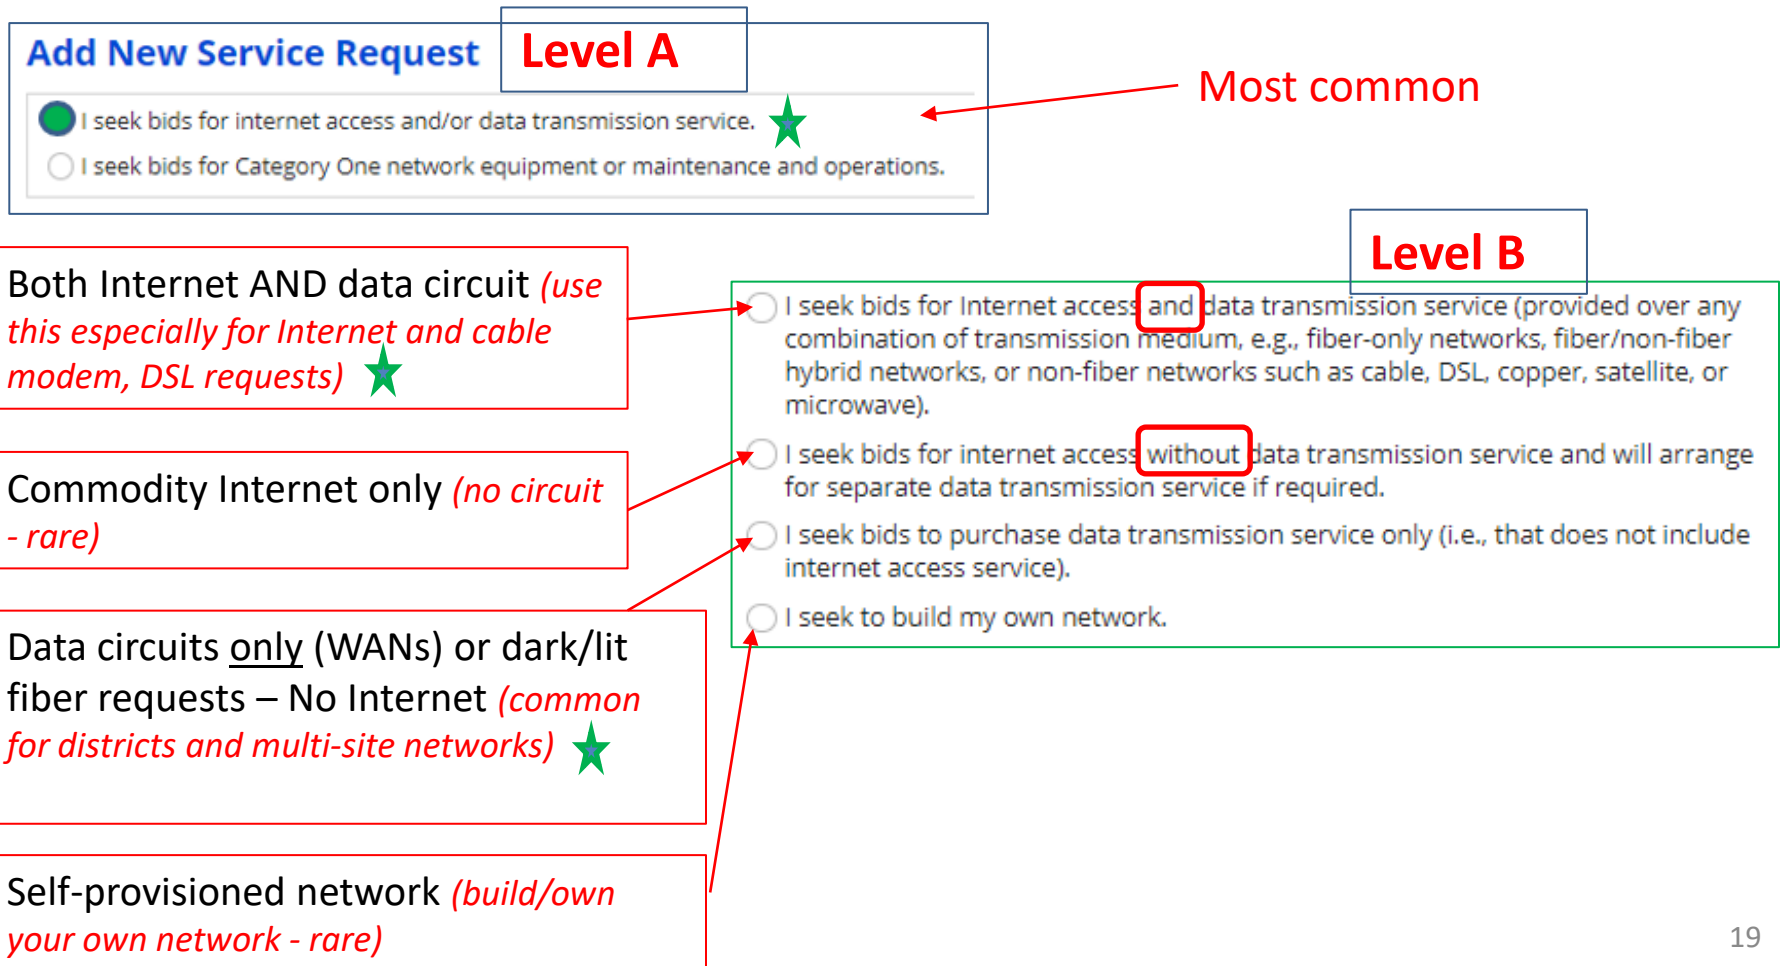 Add New Service Request
Level A
I seek bids for internet access and/or data transmission service.
I seek bids for Category One network equipment or maintenance and operations.
Most common
Level B
Both Internet AND data circuit (use
this especially for Internet and cable
modem, DSL requests)
Commodity Internet only (no circuit
- rare)
Data circuits only (WANs) or dark/lit
fiber requests – No Internet (common
for districts and multi-site networks)
Self-provisioned network (build/own
your own network - rare)
I seek bids for Internet access and data transmission service (provided over any
combination of transmission medium, e.g., fiber-only networks, fiber/non-fiber
hybrid networks, or non-fiber networks such as cable, DSL, copper, satellite, or
microwave).
I seek bids for internet access without data transmission service and will arrange
for separate data transmission service if required.
I seek bids to purchase data transmission service only (i.e., that does not include
internet access service).
I seek to build my own network.
19